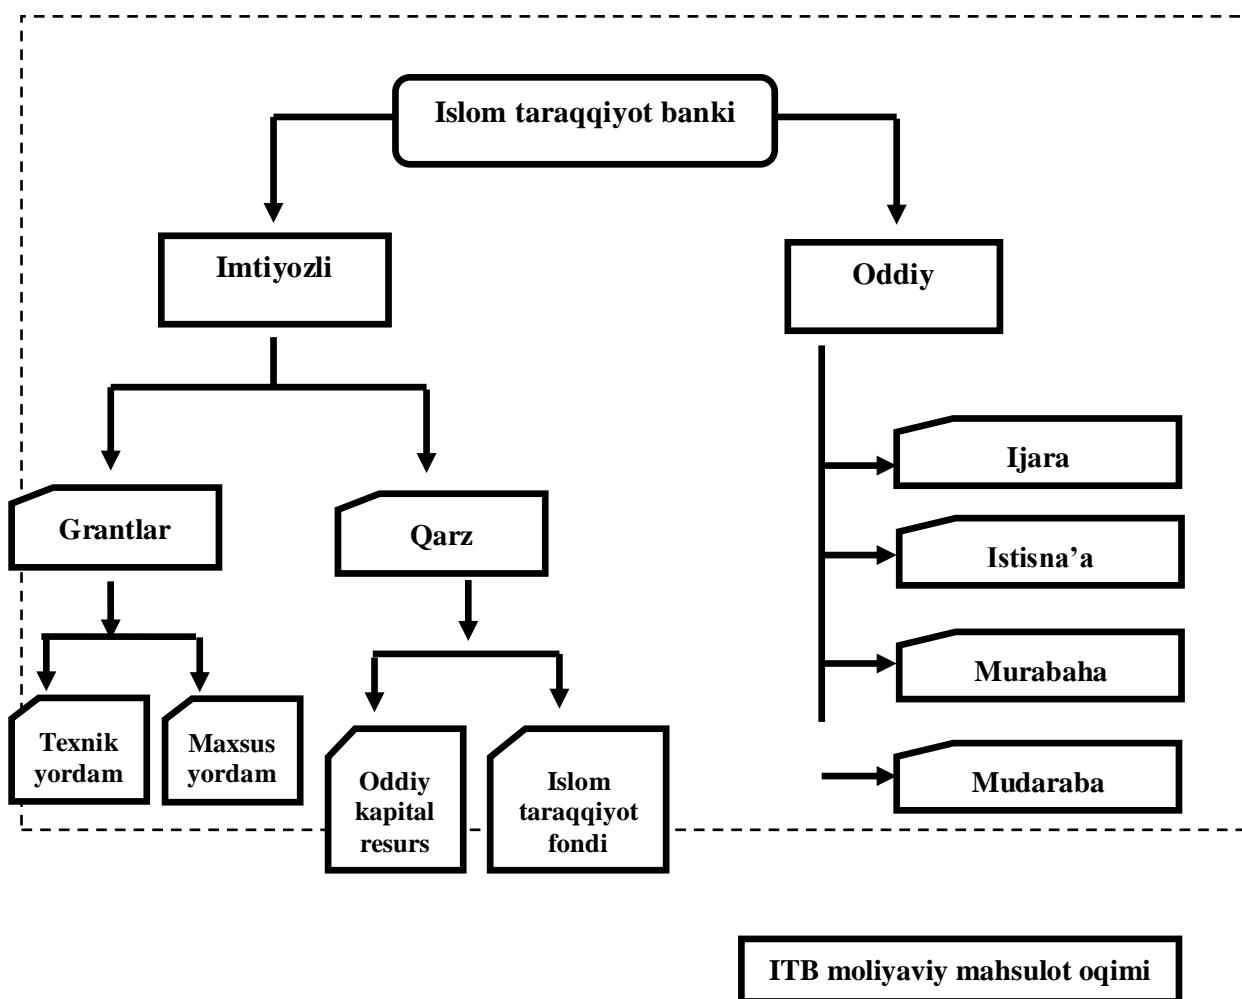 Islom taraqqiyot banki
Imtiyozli
Oddiy
Ijara
Grantlar
Qarz
Istisna’a
Murabaha
Texnik
yordam
Maxsus
yordam
Oddiy
kapital
resurs
Islom
taraqqiyot
fondi
Mudaraba
ITB moliyaviy mahsulot oqimi